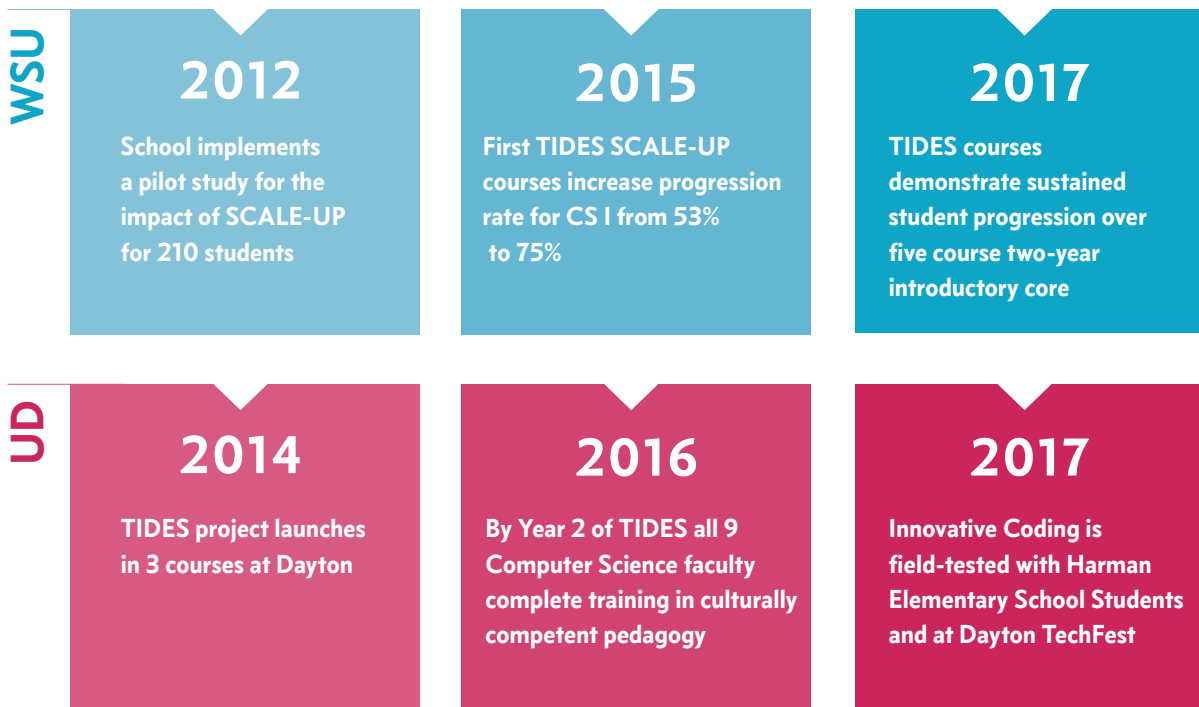 WSU
2012
School implements
a pilot study for the
impact of SCALE-UP
for 210 students
2015
First TIDES SCALE-UP
courses increase progression
rate for CS I from 53%
to 75%
2017
TIDES courses
demonstrate sustained
student progression over
five course two-year
introductory core
UD
2014
TIDES project launches
in 3 courses at Dayton
2016
By Year 2 of TIDES all 9
Computer Science faculty
complete training in culturally
competent pedagogy
2017
Innovative Coding is
field-tested with Harman
Elementary School Students
and at Dayton TechFest